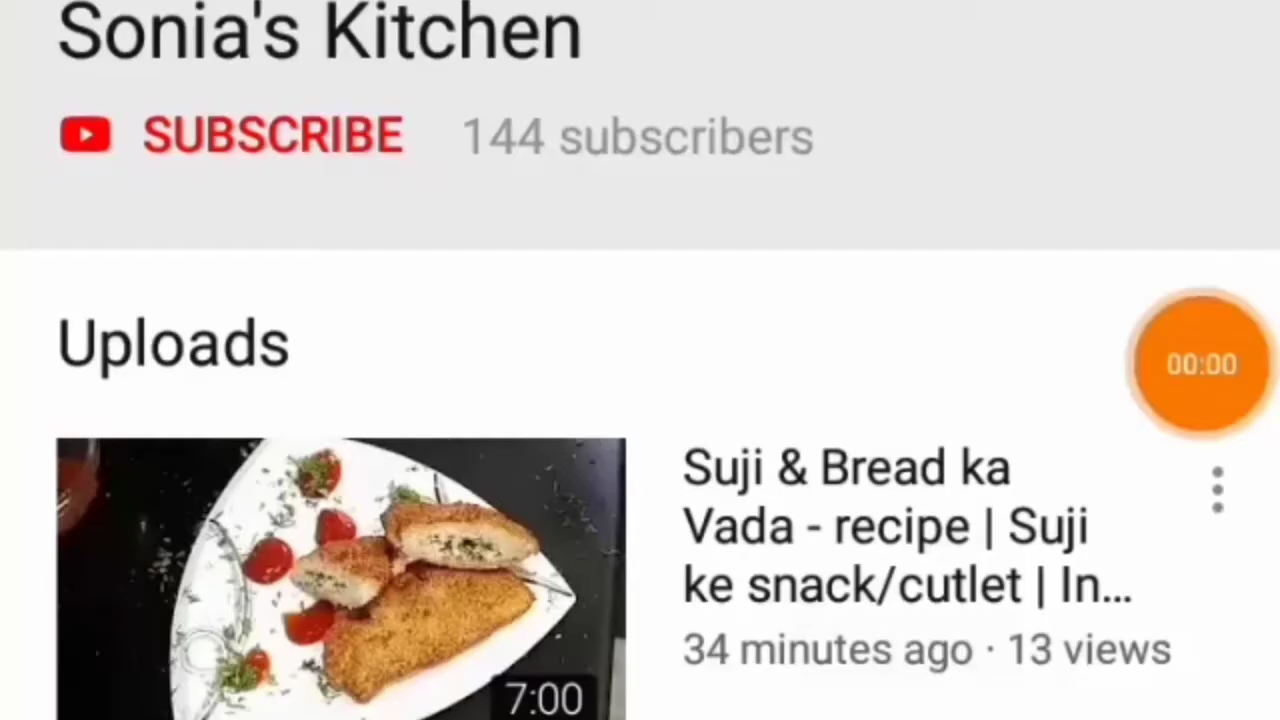 Sonia's Kitchen
SUBSCRIBE 144 subscribers
Uploads
00:00
Suji & Bread ka
Vada - recipe | Suji
ke snack/cutlet | In...
34 minutes ago · 13 views
7:00